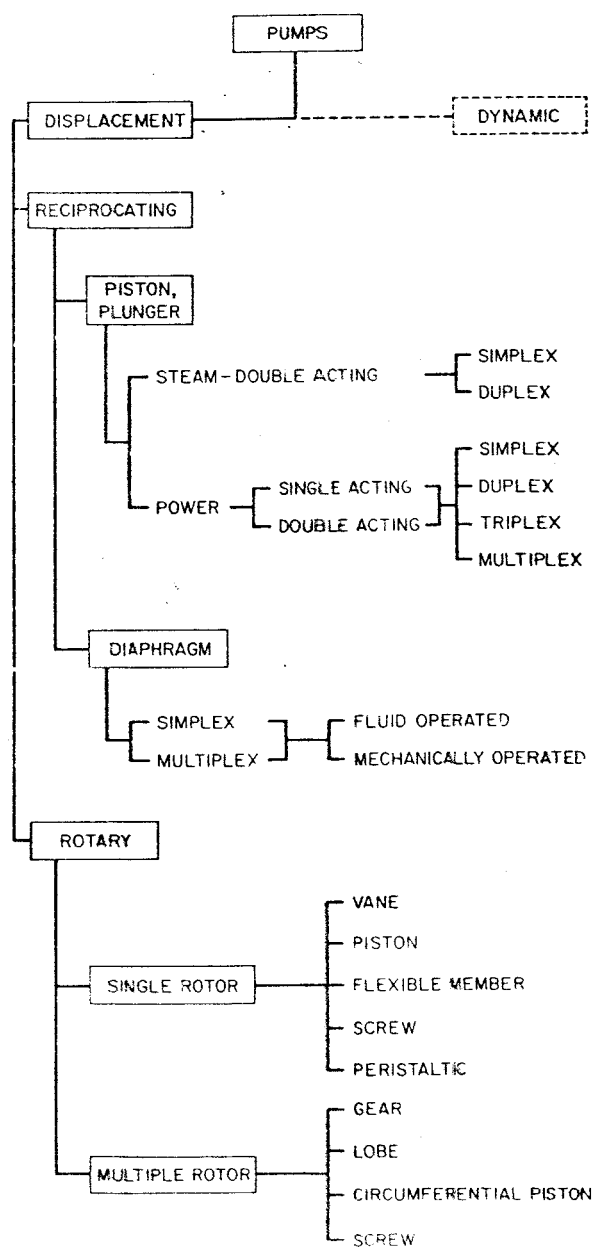 PUMPS
DISPLACEMENT
DYNAMIC
RECIPROCATING
PISTON,
PLUNGER
STEAM-DOUBLE ACTING
SIMPLEX
DUPLEX
POWER
SINGLE ACTING
DOUBLE ACTING
SIMPLEX
DUPLEX
TRIPLEX
MULTIPLEX
DIAPHRAGM
SIMPLEX
MULTIPLEX
FLUID OPERATED
MECHANICALLY OPERATED
ROTARY
SINGLE ROTOR
VANE
PISTON
FLEXIBLE MEMBER
SCREW
PERISTALTIC
MULTIPLE ROTOR
GEAR
LOBE
CIRCUMFERENTIAL PISTON
SCREW